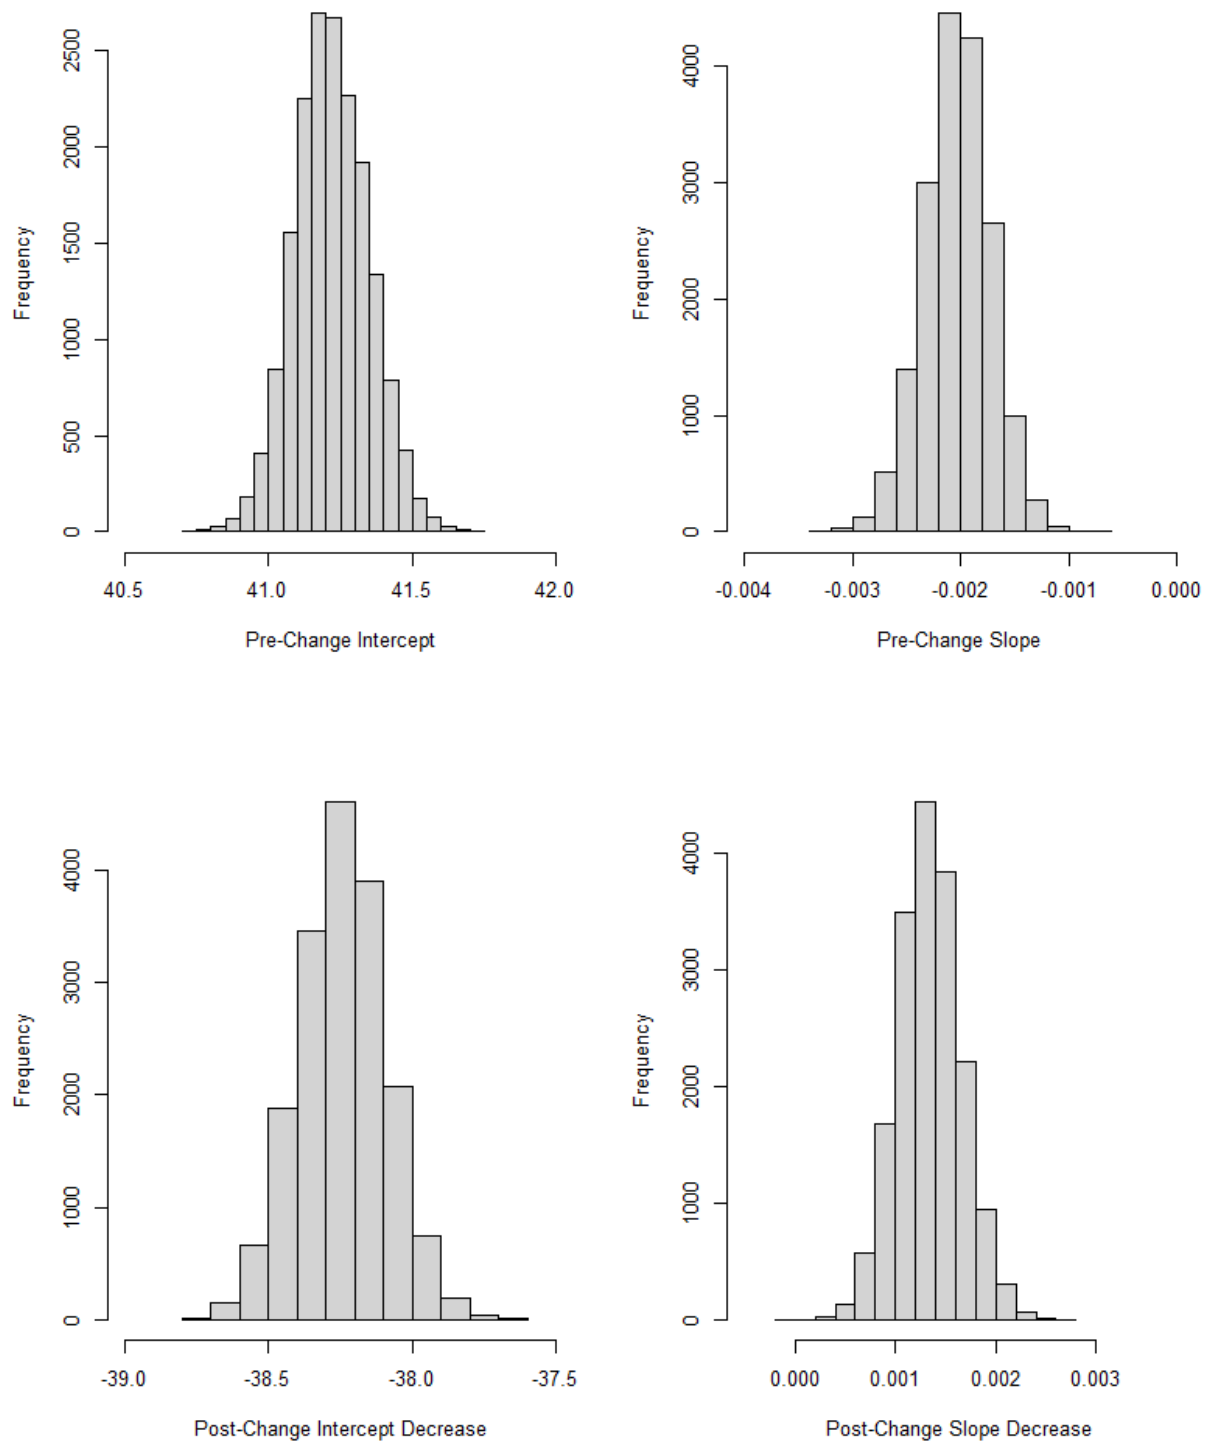 2500
2000
1500
1000
500
0
Frequency
40.5 41.0 41.5 42.0
Pre-Change Intercept
4000
3000
2000
1000
0
Frequency
-0.004 -0.003 -0.002 -0.001 0.000
Pre-Change Slope
4000
3000
2000
1000
0
Frequency
-39.0 -38.5 -38.0 -37.5
Post-Change Intercept Decrease
4000
3000
2000
1000
0
Frequency
0.000 0.001 0.002 0.003
Post-Change Slope Decrease